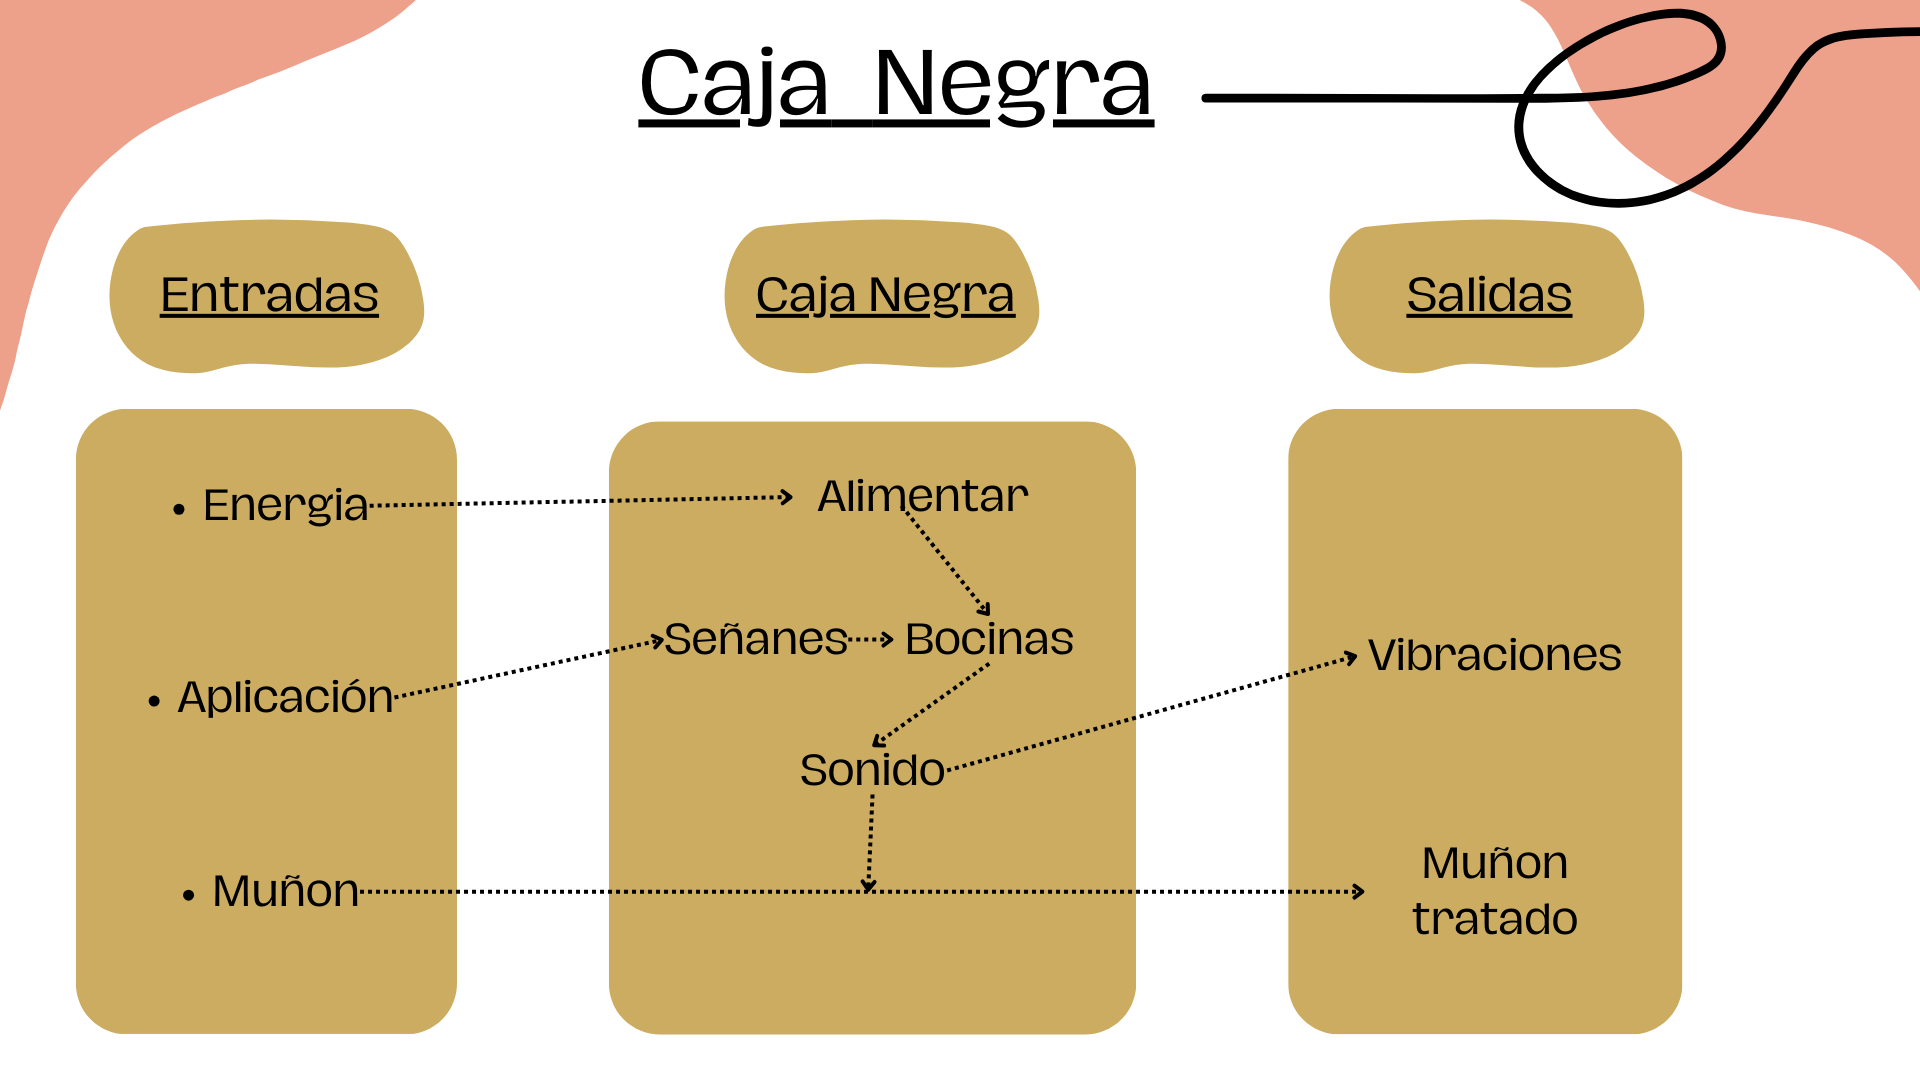 Caja Negra
Entradas
Caja Negra
Salidas
• Energia
Alimentar
• Aplicación
Señanes
Bocinas
Sonido
Vibraciones
• Muñon
Muñon
tratado